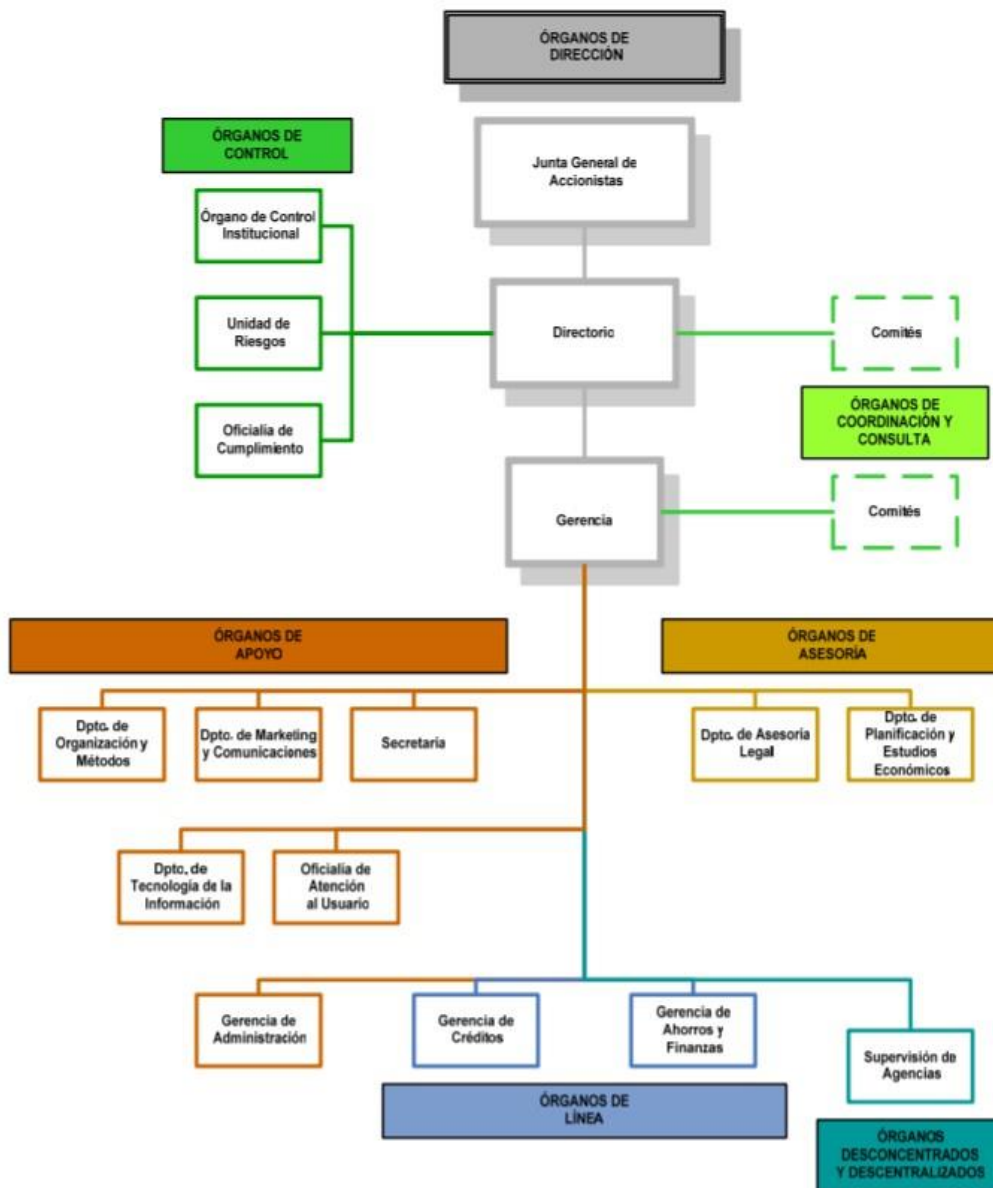 ÓRGANOS DE
DIRECCIÓN
ÓRGANOS DE
CONTROL
Junta General de
Accionistas
Órgano de Control
Institucional
Unidad de
Riesgos
Directorio
Comités
ÓRGANOS DE
COORDINACIÓN Y
CONSULTA
Oficialía de
Cumplimiento
Gerencia
Comités
ÓRGANOS DE
APOYO
ÓRGANOS DE
ASESORÍA
Dpto. de
Organización y
Métodos
Dpto. de Marketing
y Comunicaciones
Secretaría
Dpto. de Asesoría
Legal
Dpto. de
Planificación y
Estudios
Económicos
Dpto. de
Tecnología de la
Información
Oficialía de
Atención
al Usuario
Gerencia de
Administración
Gerencia de
Créditos
Gerencia de
Ahorros y
Finanzas
Supervisión de
Agencias
ÓRGANOS DE
LÍNEA
ÓRGANOS
DESCONCENTRADOS
Y DESCENTRALIZADOS